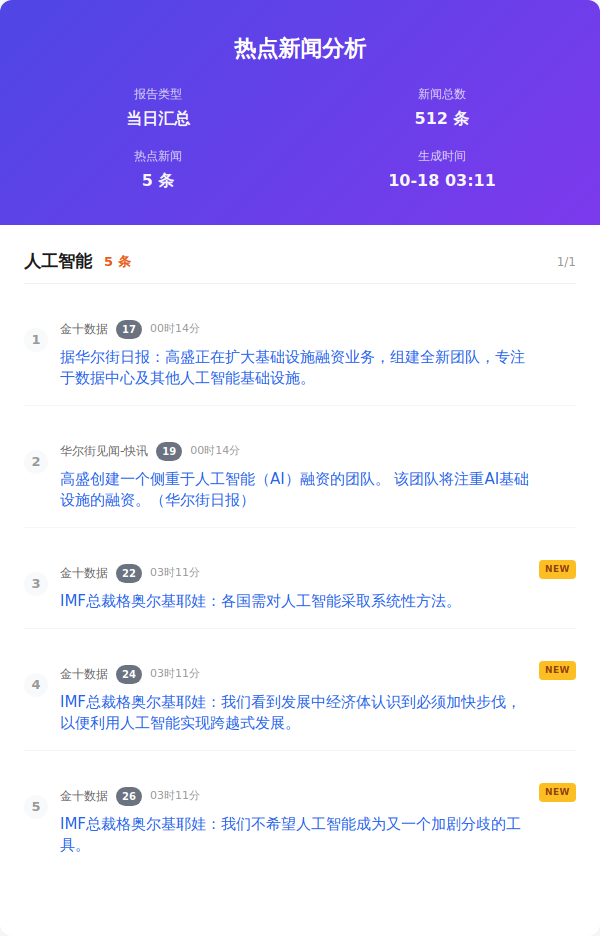 热点新闻分析
报告类型
新闻总数
当日汇总
512 条
热点新闻
生成时间
5 条
10-18 03:11
人工智能 5 条 1/1
1 金十数据 17 00时14分
据华尔街日报：高盛正在扩大基础设施融资业务，组建全新团队，专注
于数据中心及其他人工智能基础设施。
2 华尔街见闻-快讯 19 00时14分
高盛创建一个侧重于人工智能（AI）融资的团队。 该团队将注重AI基础
设施的融资。（华尔街日报）
3 金十数据 22 03时11分 NEW
IMF总裁格奥尔基耶娃：各国需对人工智能采取系统性方法。
4 金十数据 24 03时11分 NEW
IMF总裁格奥尔基耶娃：我们看到发展中经济体认识到必须加快步伐，
以便利用人工智能实现跨越式发展。
5 金十数据 26 03时11分 NEW
IMF总裁格奥尔基耶娃：我们不希望人工智能成为又一个加剧分歧的工
具。